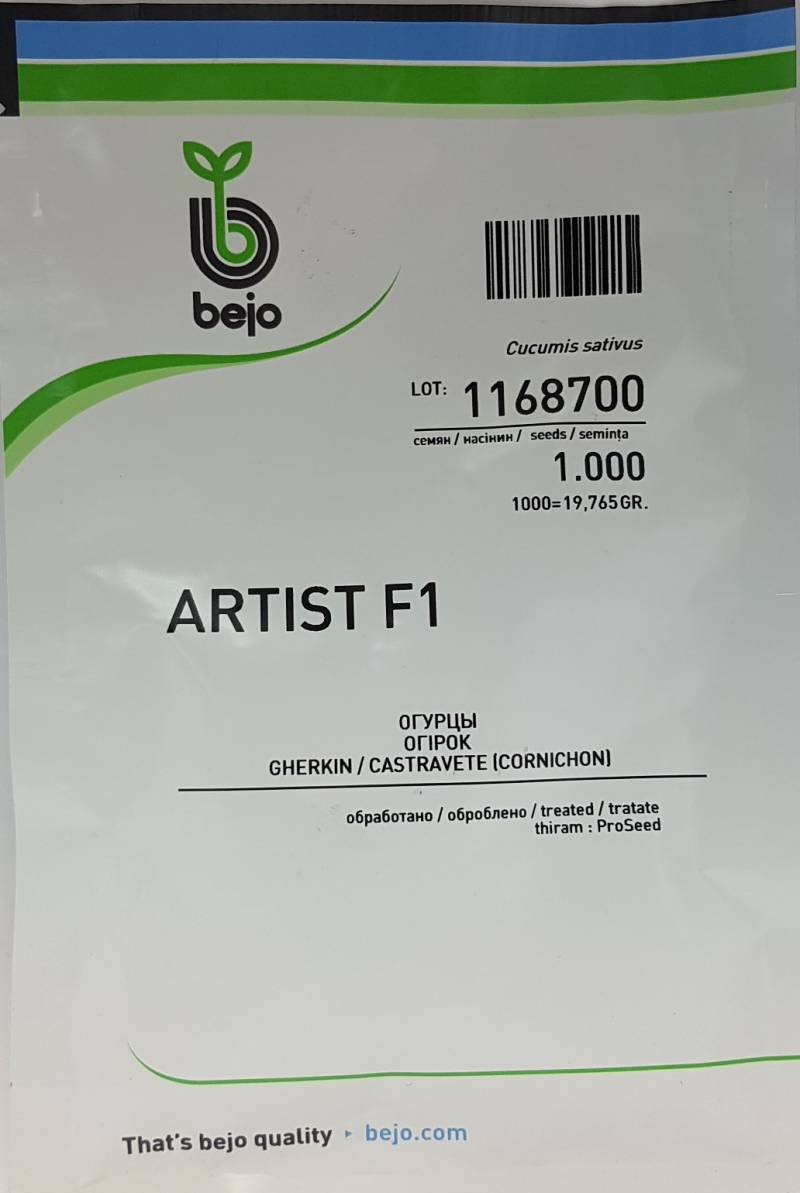 bejo
Cucumis sativus
LOT: 1168700
семян / насінин / seeds / semința
1.000
1000=19,765GR.
ARTIST F1
ОГУРЦЫ
ОГІРОК
GHERKIN / CASTRAVETE (CORNICHON)
обработано / оброблено / treated / tratate
thiram : ProSeed
That's bejo quality ▸ bejo.com